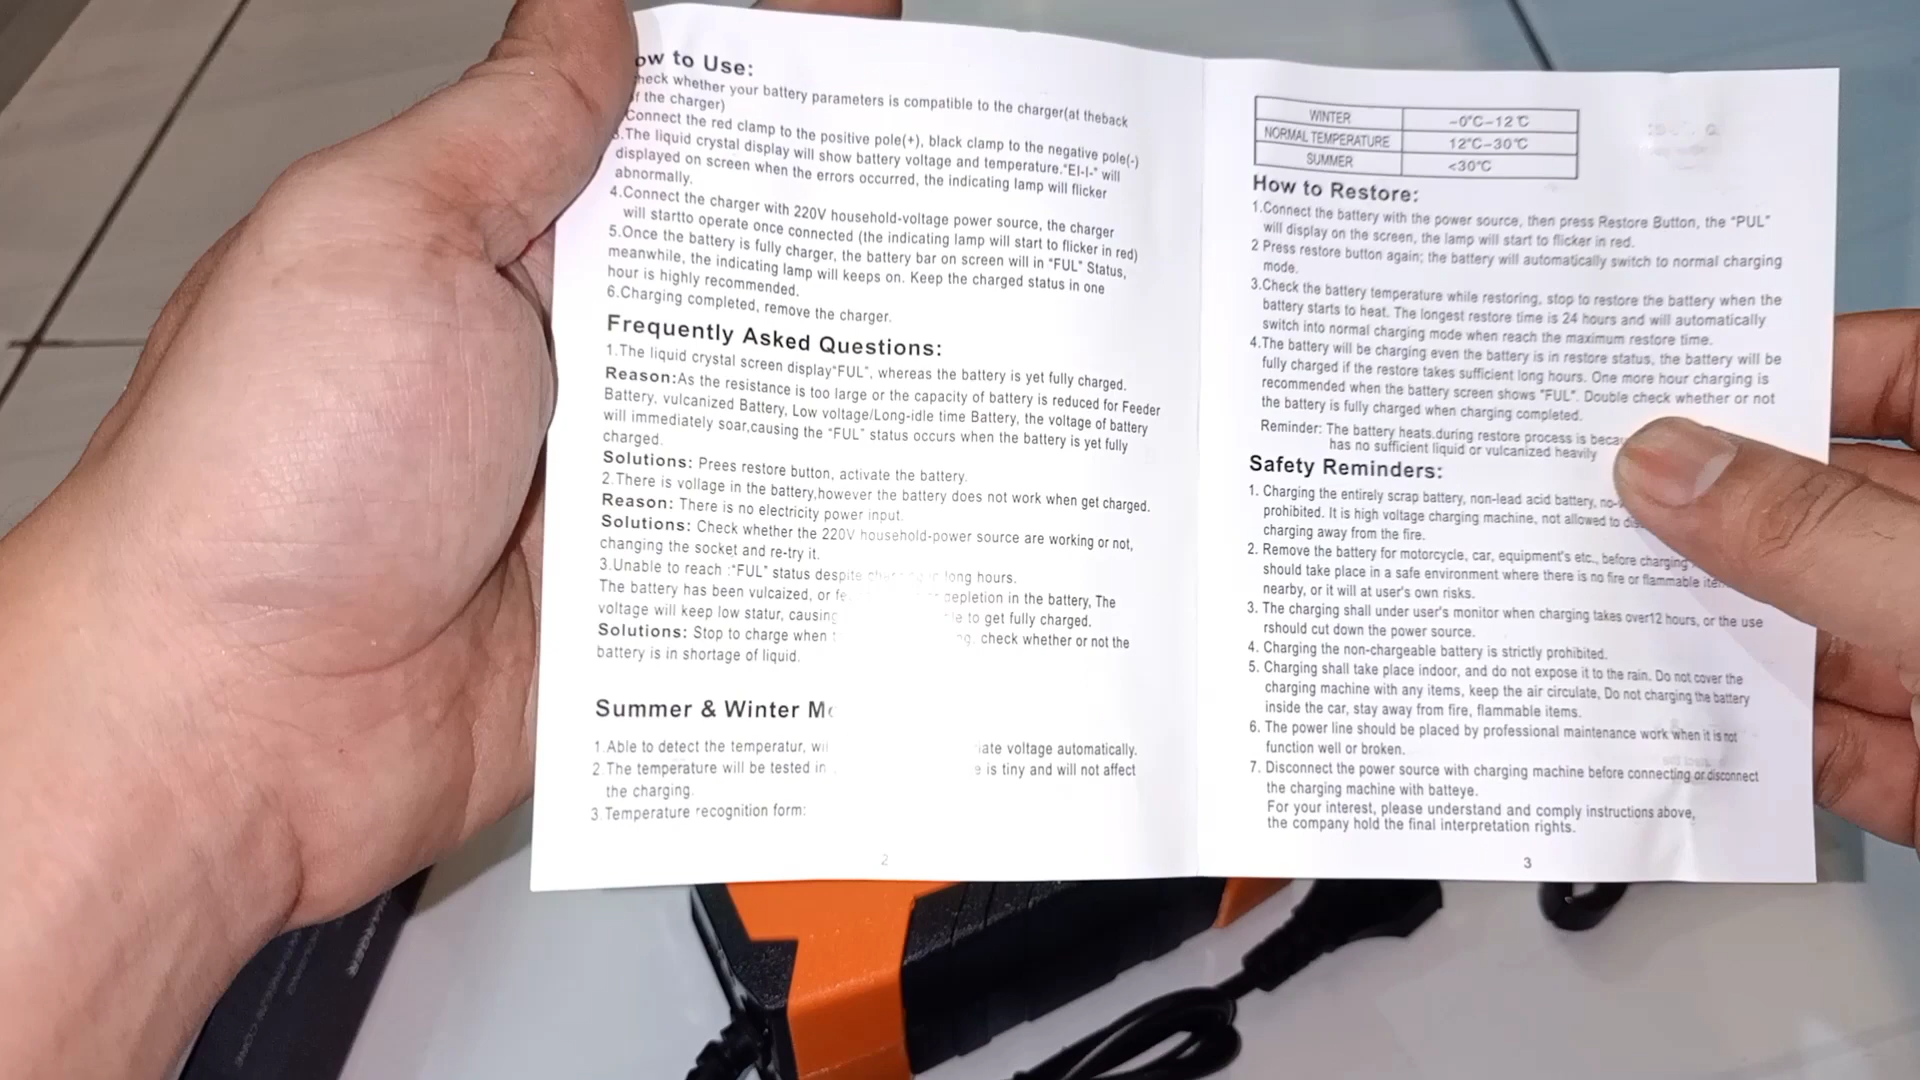 ow to Use:
heck whether your battery parameters is compatible to the charger(at theback
f the charger)
Connect the red clamp to the positive pole(+), black clamp to the negative pole(-)
3.The liquid crystal display will show battery voltage and temperature."EI-I-" will
displayed on screen when the errors occurred, the indicating lamp will flicker
abnormally.
4.Connect the charger with 220V household-voltage power source, the charger
will startto operate once connected (the indicating lamp will start to flicker in red)
5.Once the battery is fully charger, the battery bar on screen will in "FUL" Status,
meanwhile, the indicating lamp will keeps on. Keep the charged status in one
hour is highly recommended.
6.Charging completed, remove the charger.
Frequently Asked Questions:
1.The liquid crystal screen display"FUL", whereas the battery is yet fully charged.
Reason:As the resistance is too large or the capacity of battery is reduced for Feeder
Battery, vulcanized Battery, Low voltage/Long-idle time Battery, the voltage of battery
will immediately soar,causing the "FUL" status occurs when the battery is yet fully
charged.
Solutions: Prees restore button, activate the battery.
2.There is vollage in the battery,however the battery does not work when get charged.
Reason: There is no electricity power input.
Solutions: Check whether the 220V household-power source are working or not,
changing the socket and re-try it.
3.Unable to reach :"FUL" status despite long hours.
The battery has been vulcaized, or depletion in the battery, The
voltage will keep low statur, causing to get fully charged.
Solutions: Stop to charge when check whether or not the
battery is in shortage of liquid.
Summer & Winter
1.Able to detect the temperatur, voltage automatically.
2.The temperature will be tested in is tiny and will not affect
the charging.
3.Temperature recognition form:
2
WINTER -0°C-12°C
NORMAL TEMPERATURE 12°C-30°C
SUMMER <30°C
How to Restore:
1.Connect the battery with the power source, then press Restore Button, the "PUL"
will display on the screen, the lamp will start to flicker in red.
2 Press restore button again; the battery will automatically switch to normal charging
mode.
3.Check the battery temperature while restoring, stop to restore the battery when the
battery starts to heat. The longest restore time is 24 hours and will automatically
switch into normal charging mode when reach the maximum restore time.
4.The battery will be charging even the battery is in restore status, the battery will be
fully charged if the restore takes sufficient long hours. One more hour charging is
recommended when the battery screen shows "FUL". Double check whether or not
the battery is fully charged when charging completed.
Reminder: The battery heats.during restore process is
has no sufficient liquid or vulcanized heavily
Safety Reminders:
1. Charging the entirely scrap battery, non-lead acid battery,
prohibited. It is high voltage charging machine, not allowed to
charging away from the fire.
2. Remove the battery for motorcycle, car, equipment's etc., before charging
should take place in a safe environment where there is no fire or flammable
nearby, or it will at user's own risks.
3. The charging shall under user's monitor when charging takes over12 hours, or the use
rshould cut down the power source.
4. Charging the non-chargeable battery is strictly prohibited.
5. Charging shall take place indoor, and do not expose it to the rain. Do not cover the
charging machine with any items, keep the air circulate, Do not charging the battery
inside the car, stay away from fire, flammable items.
6. The power line should be placed by professional maintenance work when it is not
function well or broken.
7. Disconnect the power source with charging machine before connecting or disconnect
the charging machine with batteye.
For your interest, please understand and comply instructions above,
the company hold the final interpretation rights.
3